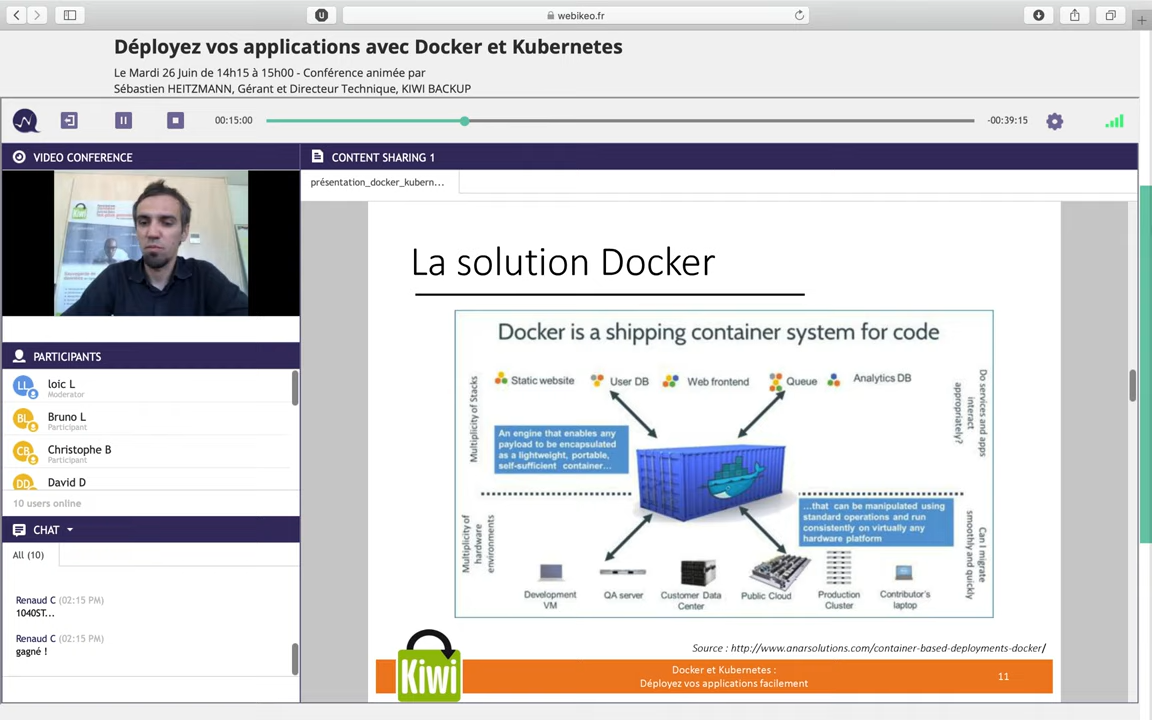 webikeo.fr
Déployez vos applications avec Docker et Kubernetes
Le Mardi 26 Juin de 14h15 à 15h00 - Conférence animée par
Sébastien HEITZMANN, Gérant et Directeur Technique, KIWI BACKUP
00:15:00
-00:39:15
VIDEO CONFERENCE
Kiwi
PARTICIPANTS
LL
loic L
Moderator
BL
Bruno L
Participant
CB
Christophe B
Participant
DD
David D
10 users online
CHAT
All (10)
Renaud C (02:15 PM)
1040ST...
Renaud C (02:15 PM)
gagné !
CONTENT SHARING 1
présentation_docker_kubern...
La solution Docker
Docker is a shipping container system for code
Multiplicity of Stacks
Static website
User DB
Web frontend
Queue
Analytics DB
Do services and apps
interact
appropriately?
An engine that enables any
payload to be encapsulated
as a lightweight, portable,
self-sufficient container...
Multiplicity of
hardware
environments
...that can be manipulated using
standard operations and run
consistently on virtually any
hardware platform
Can I migrate
smoothly and quickly
Development
VM
QA server
Customer Data
Center
Public Cloud
Production
Cluster
Contributor's
laptop
Source : http://www.anarsolutions.com/container-based-deployments-docker/
Kiwi
Docker et Kubernetes :
Déployez vos applications facilement
11